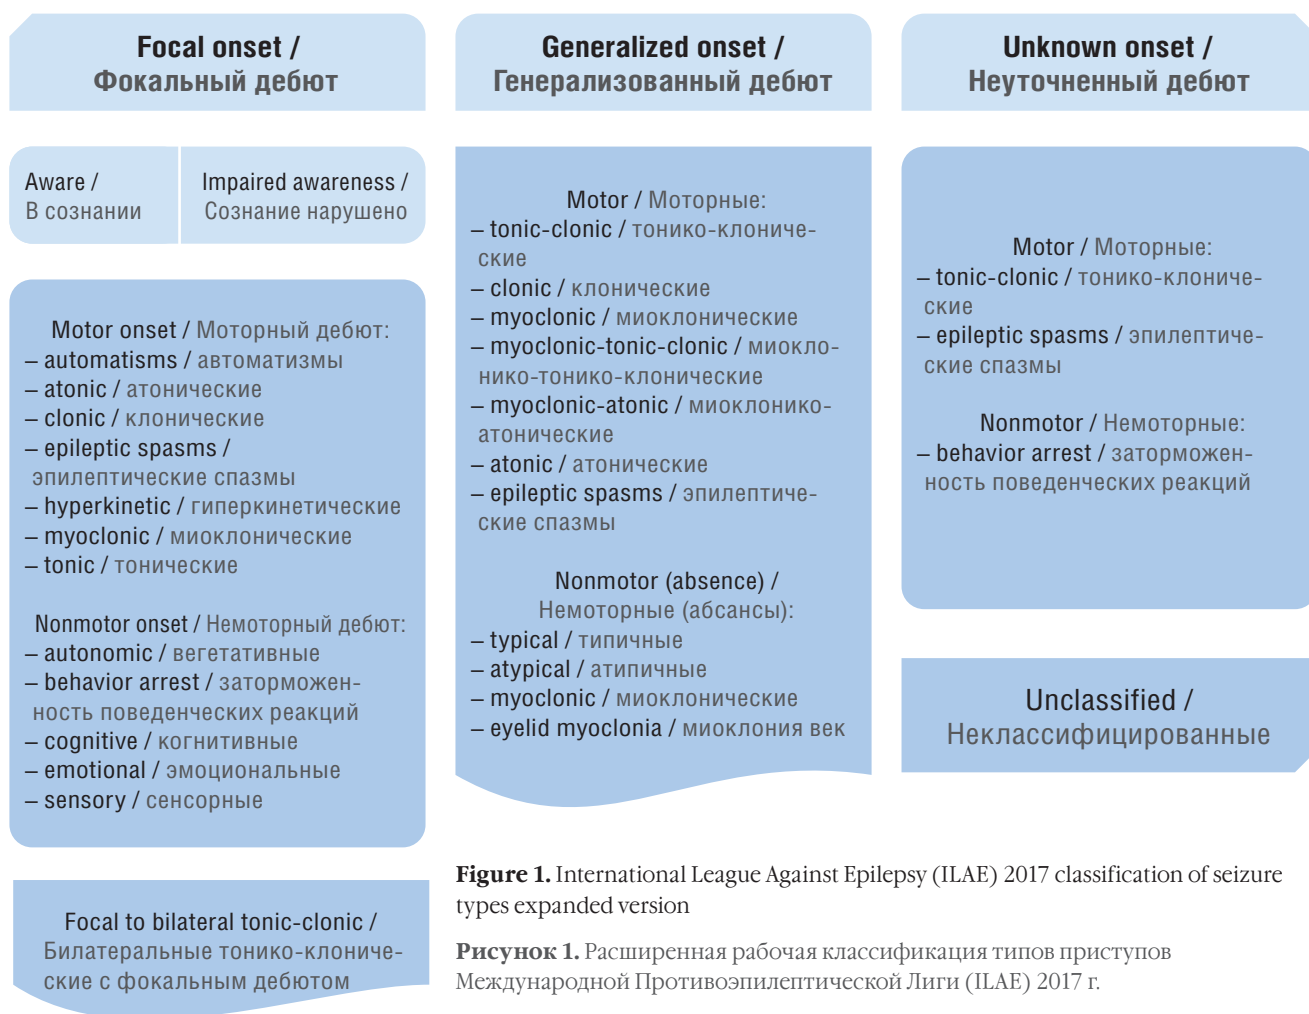 Focal onset /
Фокальный дебют
Aware /
В сознании
Impaired awareness /
Сознание нарушено
Motor onset / Моторный дебют:
– automatisms / автоматизмы
– atonic / атонические
– clonic / клонические
– epileptic spasms /
эпилептические спазмы
– hyperkinetic / гиперкинетические
– myoclonic / миоклонические
– tonic / тонические
Nonmotor onset / Немоторный дебют:
– autonomic / вегетативные
– behavior arrest / заторможен-
ность поведенческих реакций
– cognitive / когнитивные
– emotional / эмоциональные
– sensory / сенсорные
Focal to bilateral tonic-clonic /
Билатеральные тонико-клониче-
ские с фокальным дебютом
Generalized onset /
Генерализованный дебют
Motor / Моторные:
– tonic-clonic / тонико-клониче-
ские
– clonic / клонические
– myoclonic / миоклонические
– myoclonic-tonic-clonic / миокло-
нико-тонико-клонические
– myoclonic-atonic / миоклонико-
атонические
– atonic / атонические
– epileptic spasms / эпилептиче-
ские спазмы
Nonmotor (absence) /
Немоторные (абсансы):
– typical / типичные
– atypical / атипичные
– myoclonic / миоклонические
– eyelid myoclonia / миоклония век
Unknown onset /
Неуточненный дебют
Motor / Моторные:
– tonic-clonic / тонико-клониче-
ские
– epileptic spasms / эпилептиче-
ские спазмы
Nonmotor / Немоторные:
– behavior arrest / заторможен-
ность поведенческих реакций
Unclassified /
Неклассифицированные
Figure 1. International League Against Epilepsy (ILAE) 2017 classification of seizure
types expanded version
Рисунок 1. Расширенная рабочая классификация типов приступов
Международной Противоэпилептической Лиги (ILAE) 2017 г.